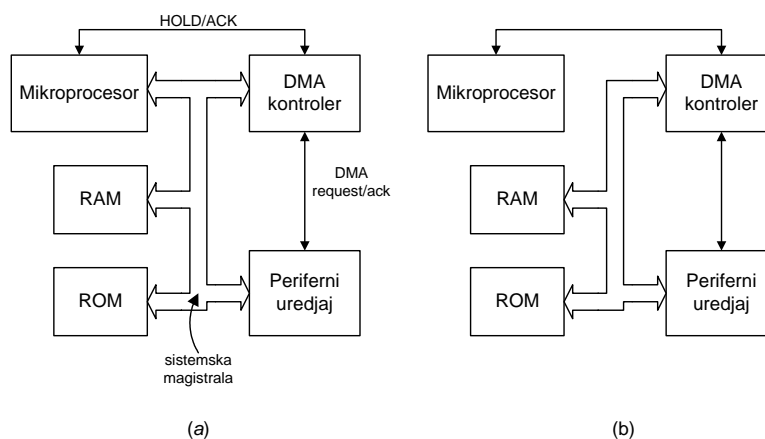 HOLD/ACK
Mikroprocesor
DMA
kontroler
RAM
DMA
request/ack
ROM
Periferni
uredjaj
sistemska
magistrala
(a)
Mikroprocesor
DMA
kontroler
RAM
ROM
Periferni
uredjaj
(b)